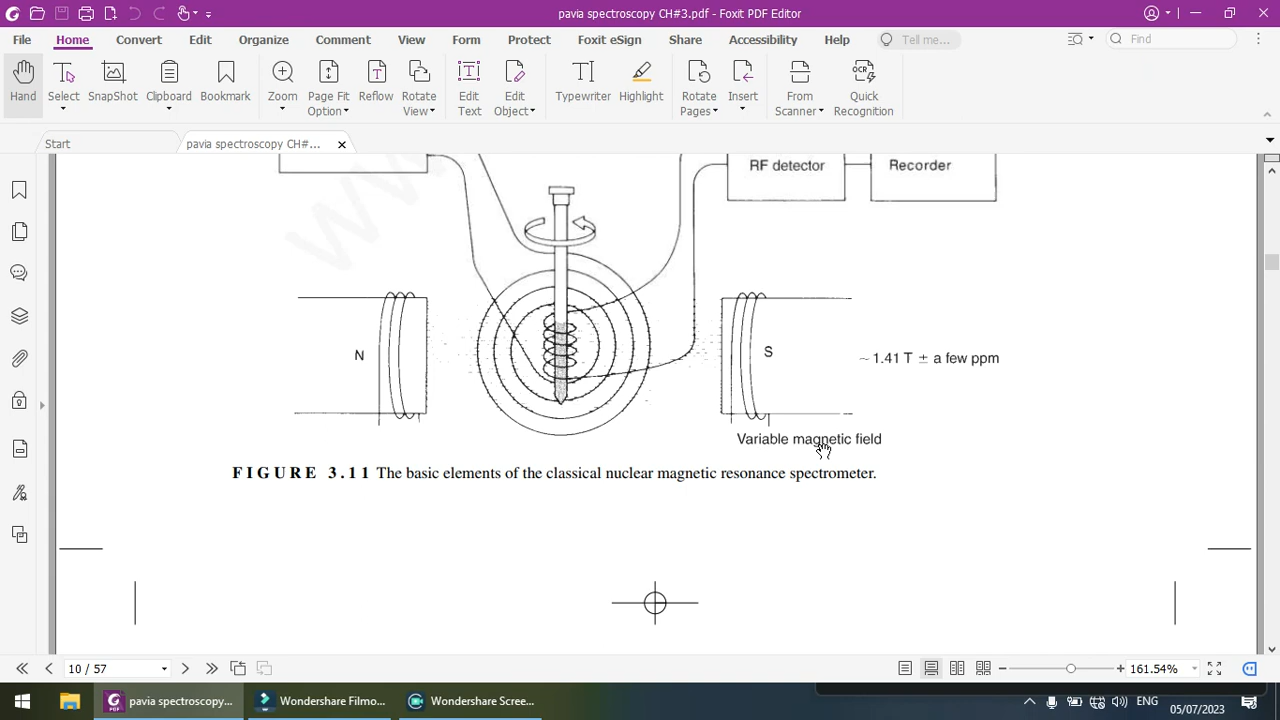 pavia spectroscopy CH#3.pdf - Foxit PDF Editor
File Home Convert Edit Organize Comment View Form Protect Foxit eSign Share Accessibility Help Tell me... Find
Hand Select SnapShot Clipboard Bookmark Zoom Page Fit Option Reflow Rotate View Edit Text Edit Object Typewriter Highlight Rotate Pages Insert From Scanner Quick Recognition
Start pavia spectroscopy CH#...
RF detector Recorder
N S ~ 1.41 T ± a few ppm
Variable magnetic field
FIGURE 3.11 The basic elements of the classical nuclear magnetic resonance spectrometer.
10 / 57 161.54%
pavia spectroscopy... Wondershare Filmo... Wondershare Scree... ENG 10:57 AM
05/07/2023